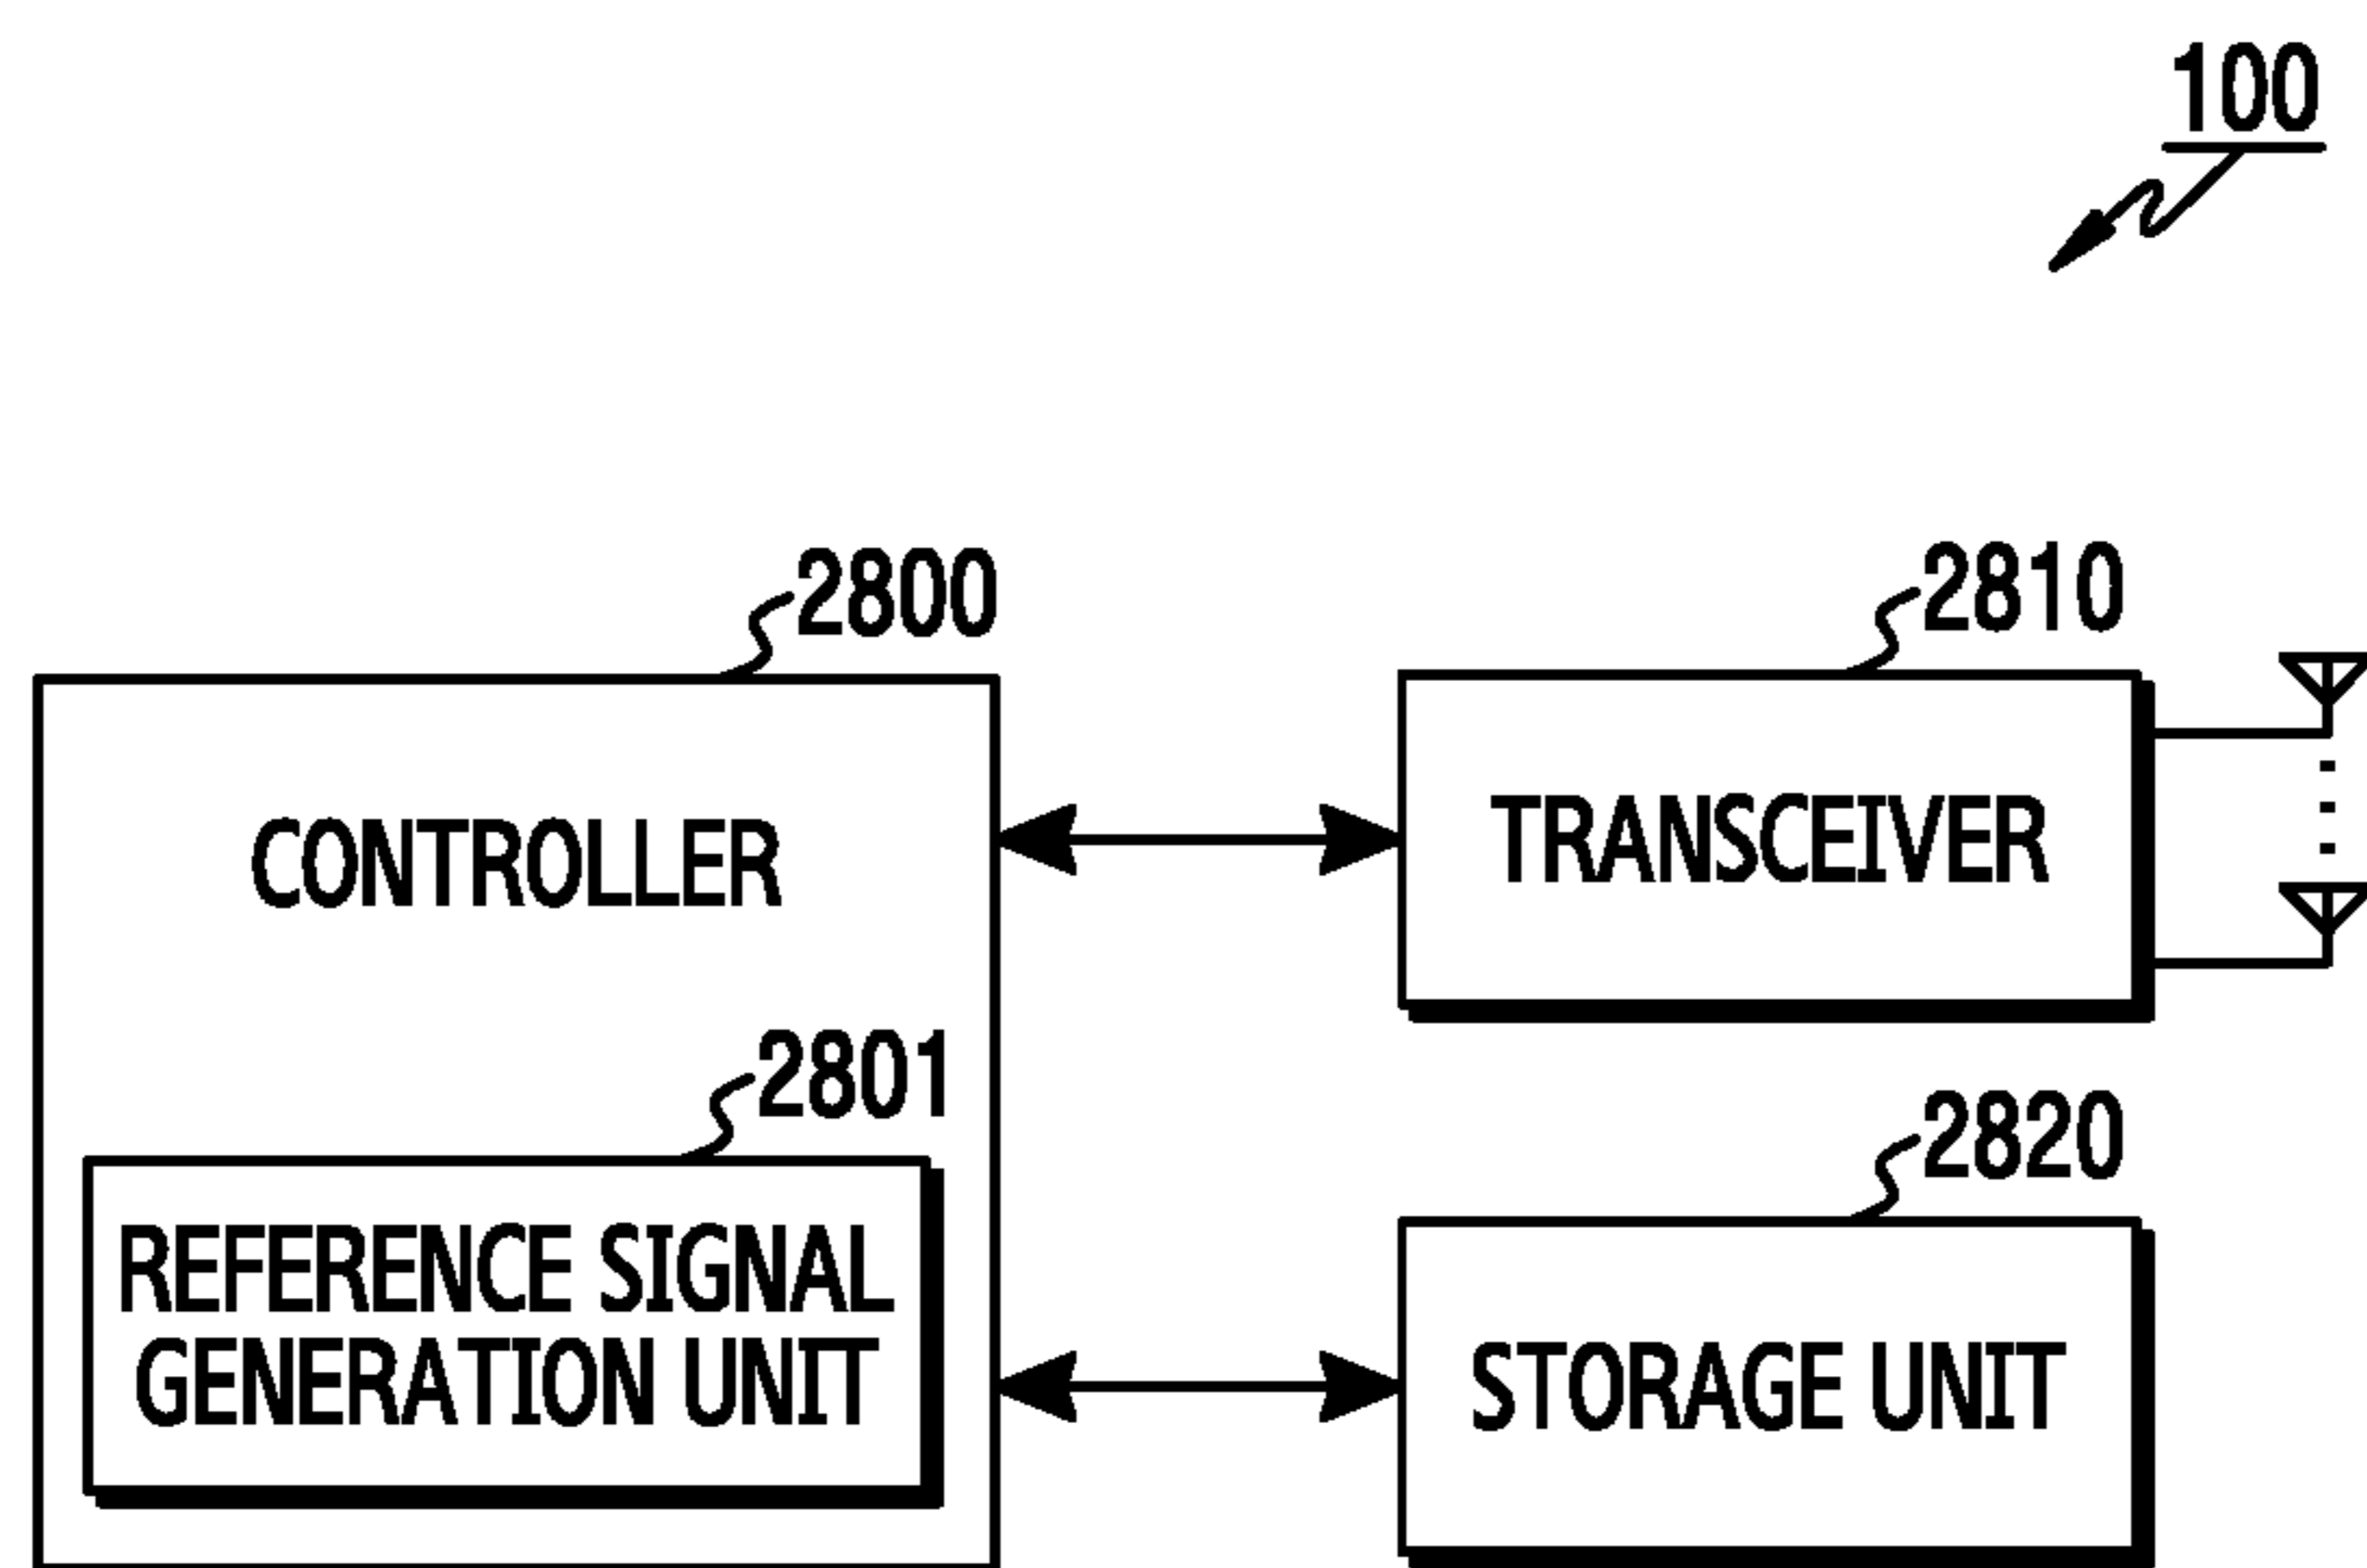 100
2800
2810
CONTROLLER
TRANSCEIVER
2801
2820
REFERENCE SIGNAL
GENERATION UNIT
STORAGE UNIT